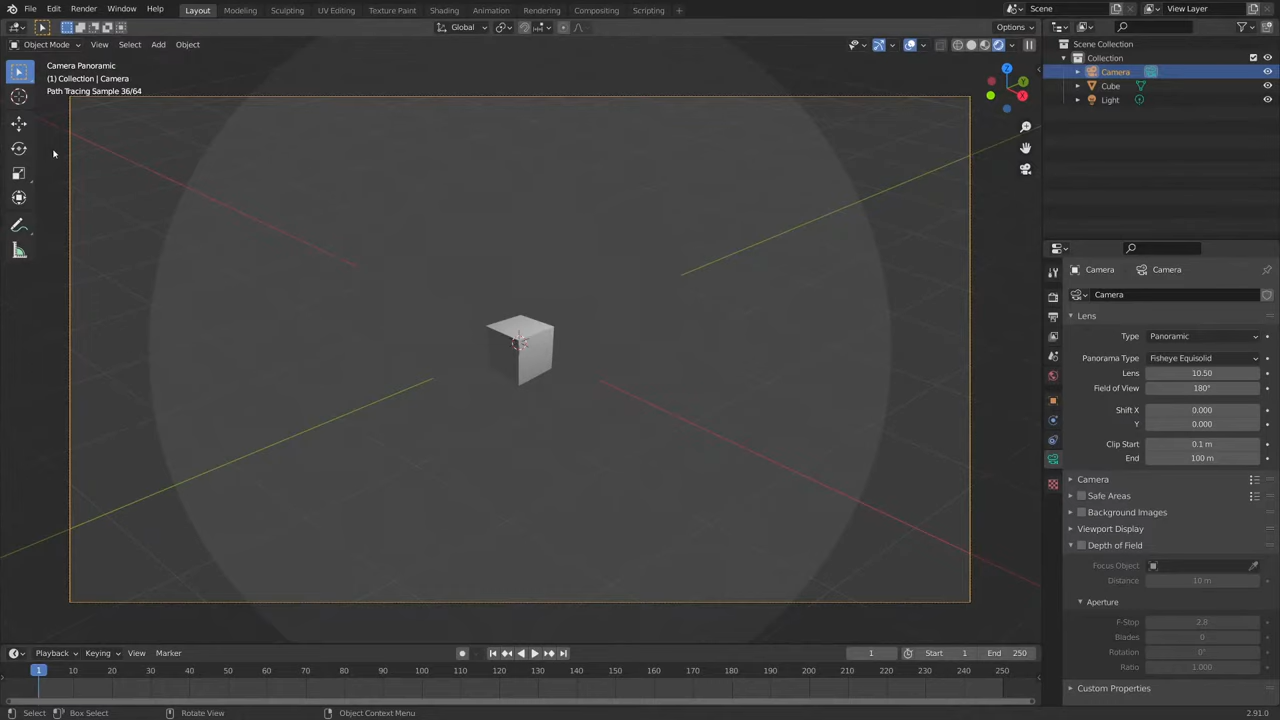 File Edit Render Window Help Layout Modeling Sculpting UV Editing Texture Paint Shading Animation Rendering Compositing Scripting + Scene View Layer
Global Options
Object Mode View Select Add Object
Camera Panoramic
(1) Collection | Camera
Path Tracing Sample 36/64
Z
Y
X
Scene Collection
Collection
Camera
Cube
Light
Camera Camera
Camera
Lens
Type Panoramic
Panorama Type Fisheye Equisolid
Lens 10.50
Field of View 180°
Shift X 0.000
Y 0.000
Clip Start 0.1 m
End 100 m
Camera
Safe Areas
Background Images
Viewport Display
Depth of Field
Focus Object
Distance 10 m
Aperture
F-Stop 2.8
Blades 0
Rotation 0°
Ratio 1.000
Custom Properties
Playback Keying View Marker 1 Start 1 End 250
1 10 20 30 40 50 60 70 80 90 100 110 120 130 140 150 160 170 180 190 200 210 220 230 240 250
Select Box Select Rotate View Object Context Menu 2.91.0